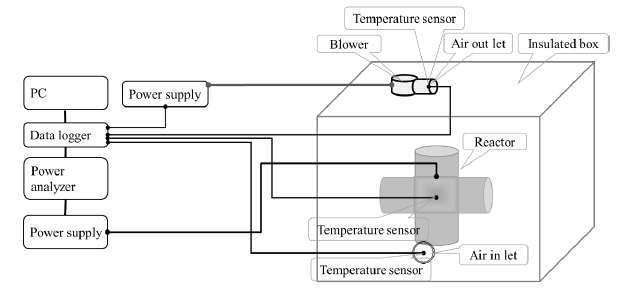 Temperature sensor
Blower
Air out let
Insulated box
PC
Power supply
Data logger
Reactor
Power
analyzer
Power supply
Temperature sensor
Air in let
Temperature sensor